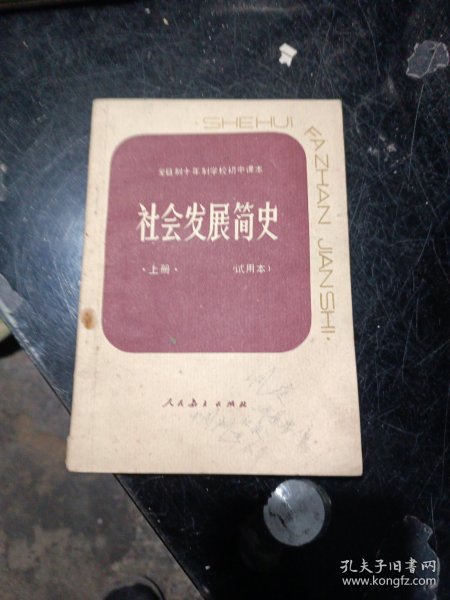 SHEHUI
FAZHAN JIANSHI
全日制十年制学校初中课本
社会发展简史
·上册·
（试用本）
人民教育出版社
孔夫子旧书网
www.kongfz.com